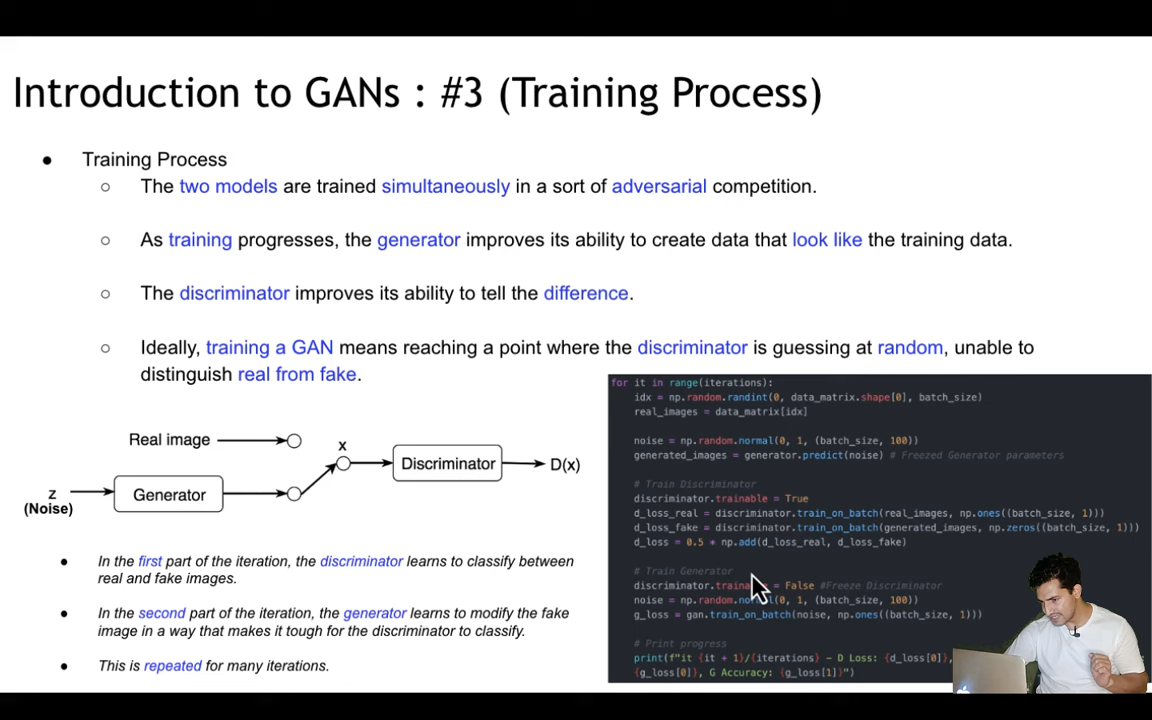 Introduction to GANs : #3 (Training Process)
● Training Process
○ The two models are trained simultaneously in a sort of adversarial competition.
○ As training progresses, the generator improves its ability to create data that look like the training data.
○ The discriminator improves its ability to tell the difference.
○ Ideally, training a GAN means reaching a point where the discriminator is guessing at random, unable to
distinguish real from fake.
Real image
x
Discriminator
D(x)
z
(Noise)
Generator
● In the first part of the iteration, the discriminator learns to classify between
real and fake images.
● In the second part of the iteration, the generator learns to modify the fake
image in a way that makes it tough for the discriminator to classify.
● This is repeated for many iterations.
for it in range(iterations):
idx = np.random.randint(0, data_matrix.shape[0], batch_size)
real_images = data_matrix[idx]
noise = np.random.normal(0, 1, (batch_size, 100))
generated_images = generator.predict(noise) # Freezed Generator parameters
# Train Discriminator
discriminator.trainable = True
d_loss_real = discriminator.train_on_batch(real_images, np.ones((batch_size, 1)))
d_loss_fake = discriminator.train_on_batch(generated_images, np.zeros((batch_size, 1)))
d_loss = 0.5 * np.add(d_loss_real, d_loss_fake)
# Train Generator
discriminator. = False #Freeze Discriminator
noise = np.random. (0, 1, (batch_size, 100))
g_loss = gan.train_on_batch(noise, np.ones((batch_size, 1)))
# Print progress
print(f"it {it + 1}/{iterations} – D Loss: {d_loss[0]},
{g_loss[0]}, G Accuracy: {g_loss[1]}")